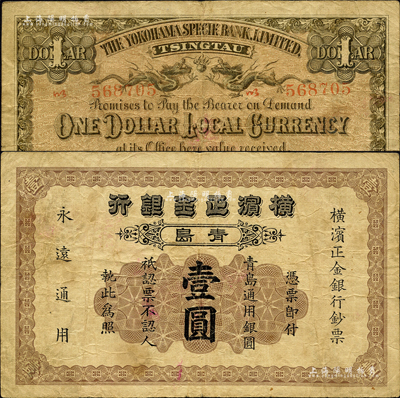 THE YOKOHAMA SPECIE BANK, LIMITED.
TSINGTAU
DOLLAR 1
DOLLAR 1
568705
568705
Promises to Pay the Bearer on Demand
ONE DOLLAR LOCAL CURRENCY
at its Office here value received
行銀金正濱橫
島青
橫濱正金銀行鈔票
憑票即付
青島通用銀圓
壹圓
祇認票不認人
執此為照
永遠通用